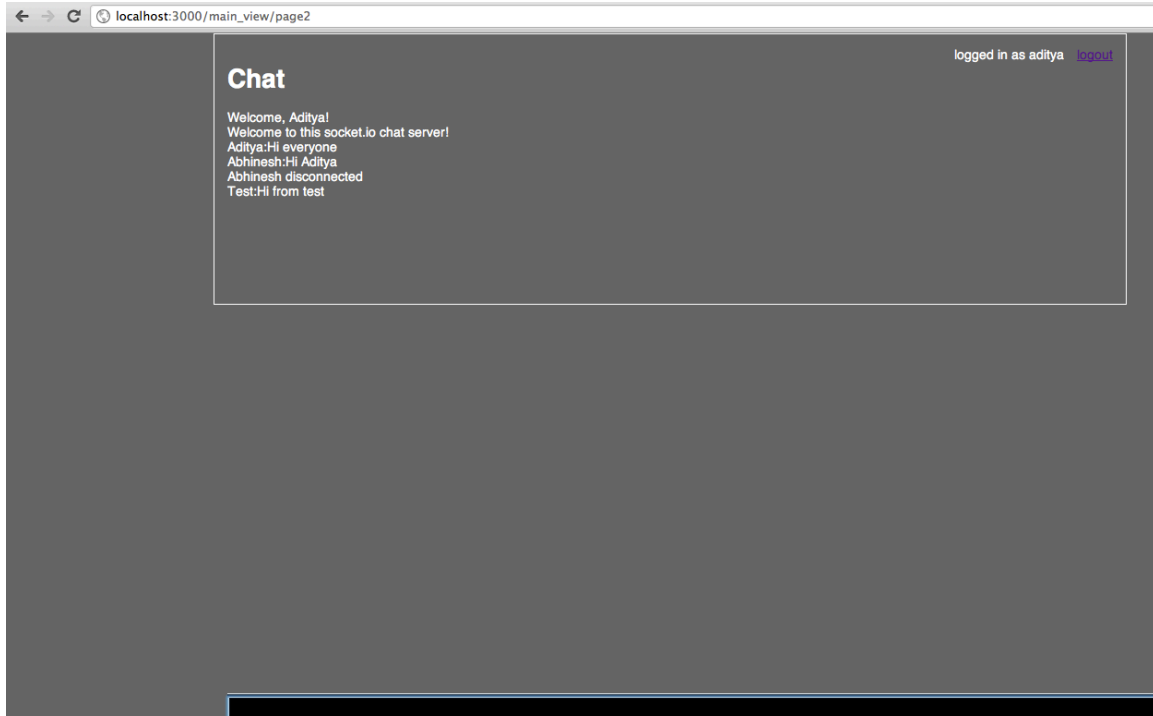 localhost:3000/main_view/page2
logged in as aditya logout
Chat
Welcome, Aditya!
Welcome to this socket.io chat server!
Aditya:Hi everyone
Abhinesh:Hi Aditya
Abhinesh disconnected
Test:Hi from test